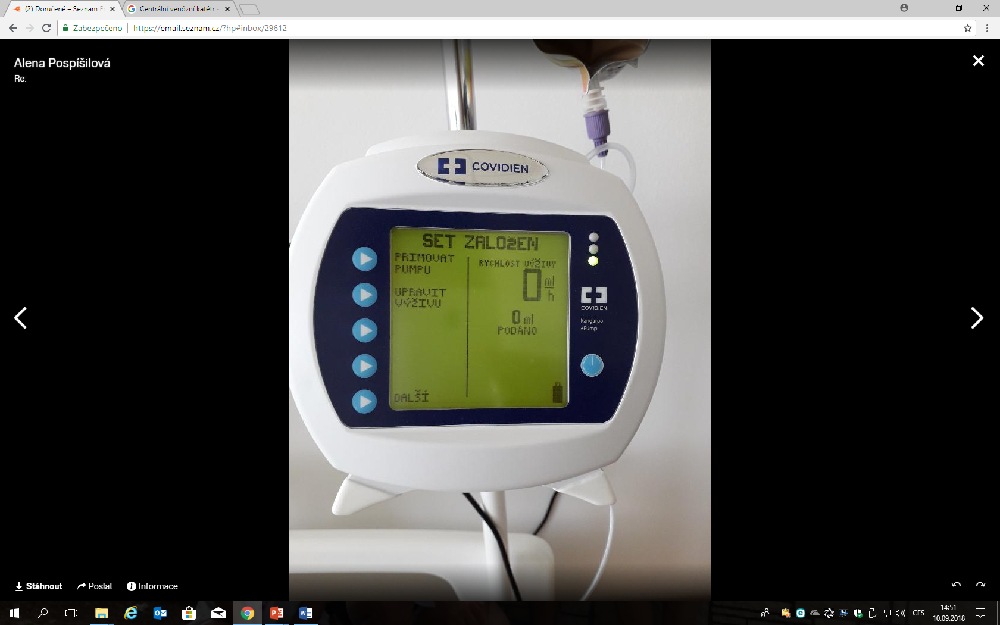 (2) Doručené – Seznam E
Centrální venózní katétr -
Zabezpečeno
https://email.seznam.cz/?hp#inbox/29612
Alena Pospíšilová
Re:
COVIDIEN
SET ZALOŽEN
PRIMOVAT
PUMPU
UPRAVIT
VÝŽIVU
DALŠÍ
RYCHLOST VÝŽIVY
0 ml
h
0 ml
PODÁNO
COVIDIEN
Kangaroo
ePump
Stáhnout
Poslat
Informace
CES
14:51
10.09.2018